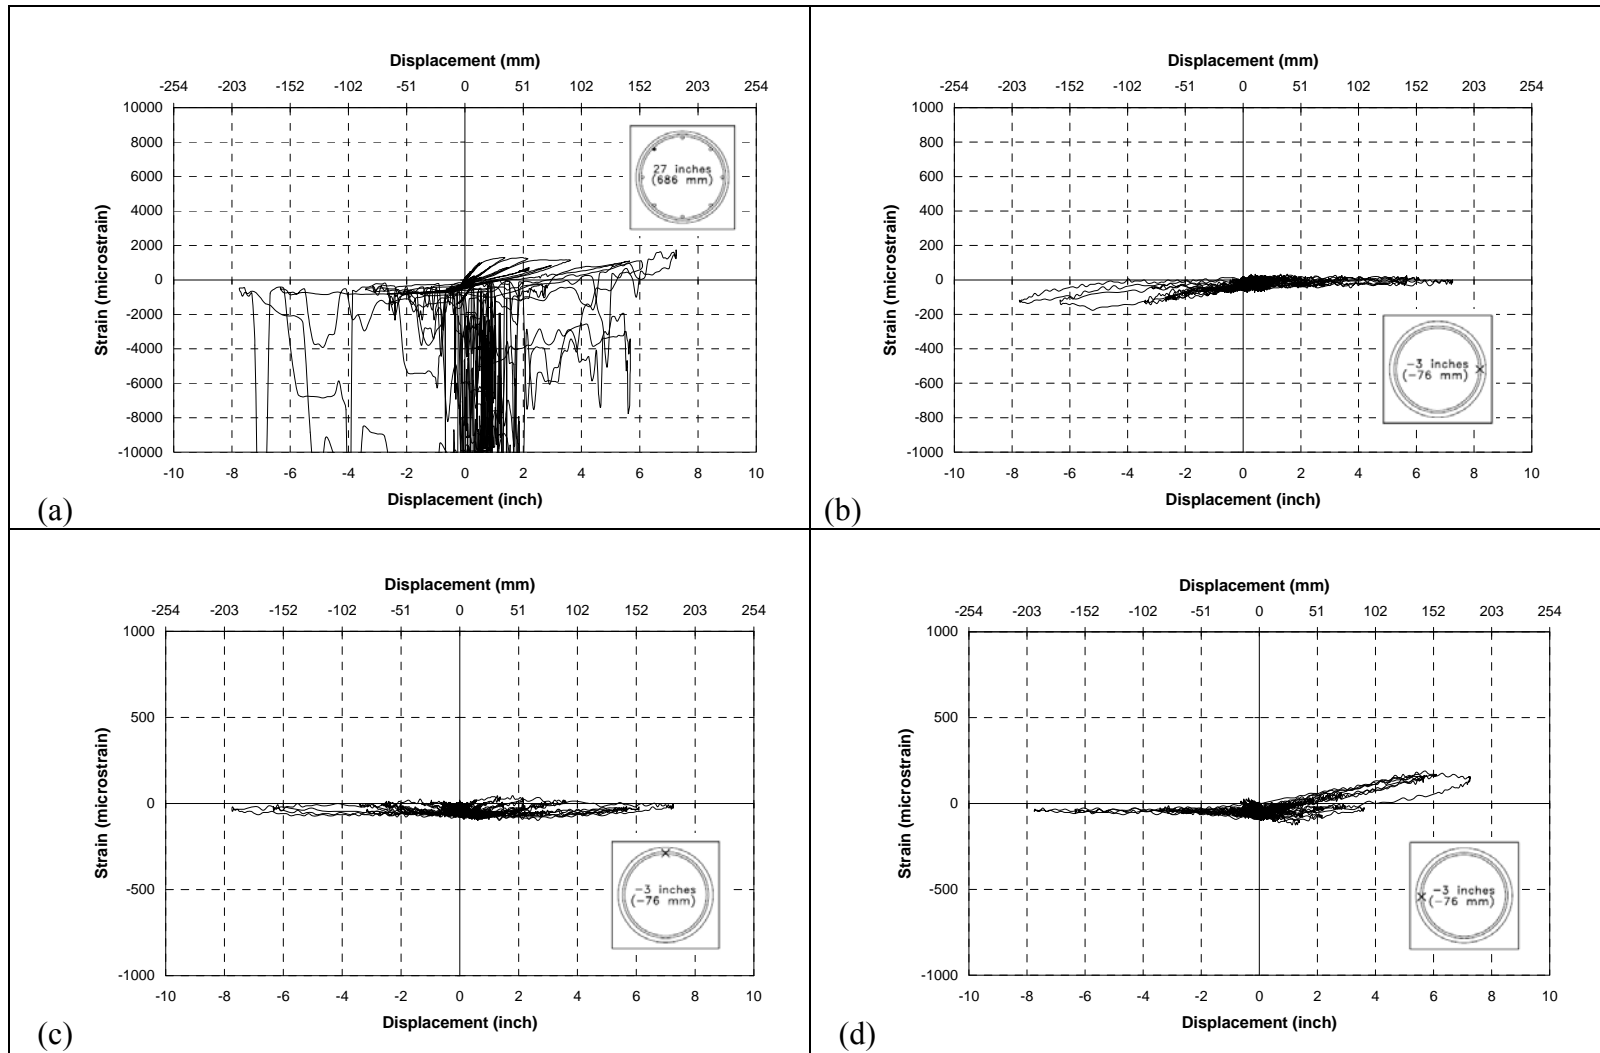 Displacement (mm)
-254 -203 -152 -102 -51 0 51 102 152 203 254
10000
8000
6000
4000
2000
0
-2000
-4000
-6000
-8000
-10000
Strain (microstrain)
27 inches
(686 mm)
-10 -8 -6 -4 -2 0 2 4 6 8 10
Displacement (inch)
(a)
Displacement (mm)
-254 -203 -152 -102 -51 0 51 102 152 203 254
1000
800
600
400
200
0
-200
-400
-600
-800
-1000
Strain (microstrain)
-3 inches
(-76 mm)
-10 -8 -6 -4 -2 0 2 4 6 8 10
Displacement (inch)
(b)
Displacement (mm)
-254 -203 -152 -102 -51 0 51 102 152 203 254
1000
500
0
-500
-1000
Strain (microstrain)
-3 inches
(-76 mm)
-10 -8 -6 -4 -2 0 2 4 6 8 10
Displacement (inch)
(c)
Displacement (mm)
-254 -203 -152 -102 -51 0 51 102 152 203 254
1000
500
0
-500
-1000
Strain (microstrain)
-3 inches
(-76 mm)
-10 -8 -6 -4 -2 0 2 4 6 8 10
Displacement (inch)
(d)